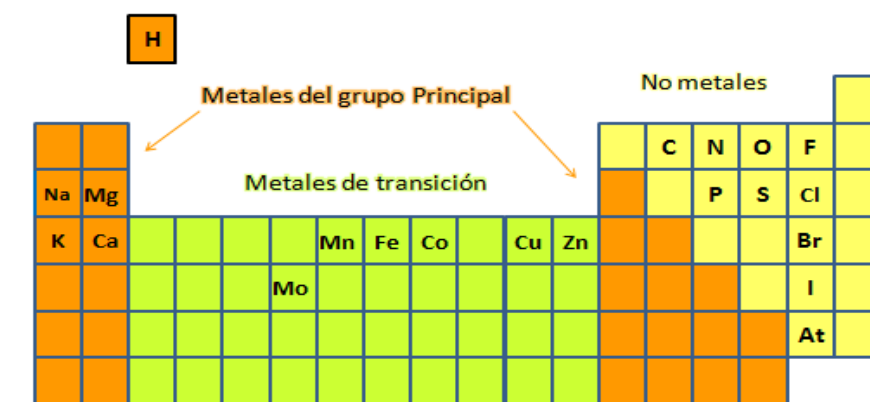 H
No metales
Metales del grupo Principal
C N O F
Metales de transición
Na Mg P S Cl
K Ca Mn Fe Co Cu Zn Br
Mo I
At